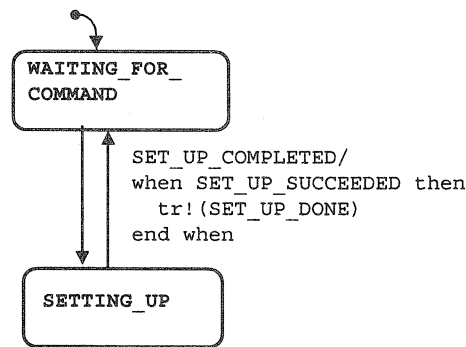 WAITING_FOR_
COMMAND
SET_UP_COMPLETED/
when SET_UP_SUCCEEDED then
tr!(SET_UP_DONE)
end when
SETTING_UP